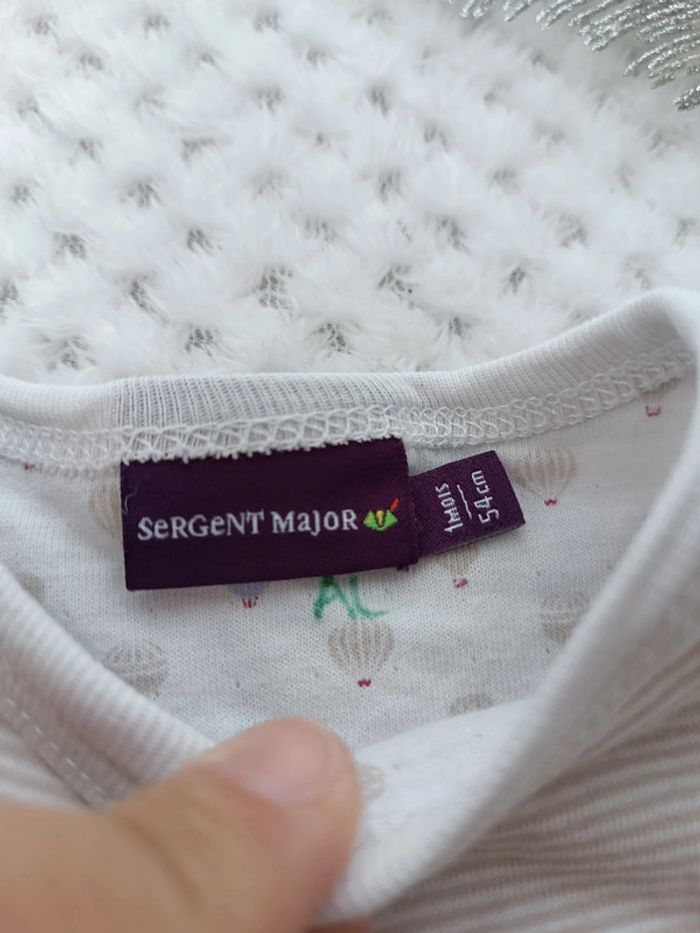 SeRGeNT MaJoR
1MOIS
54cm
AL